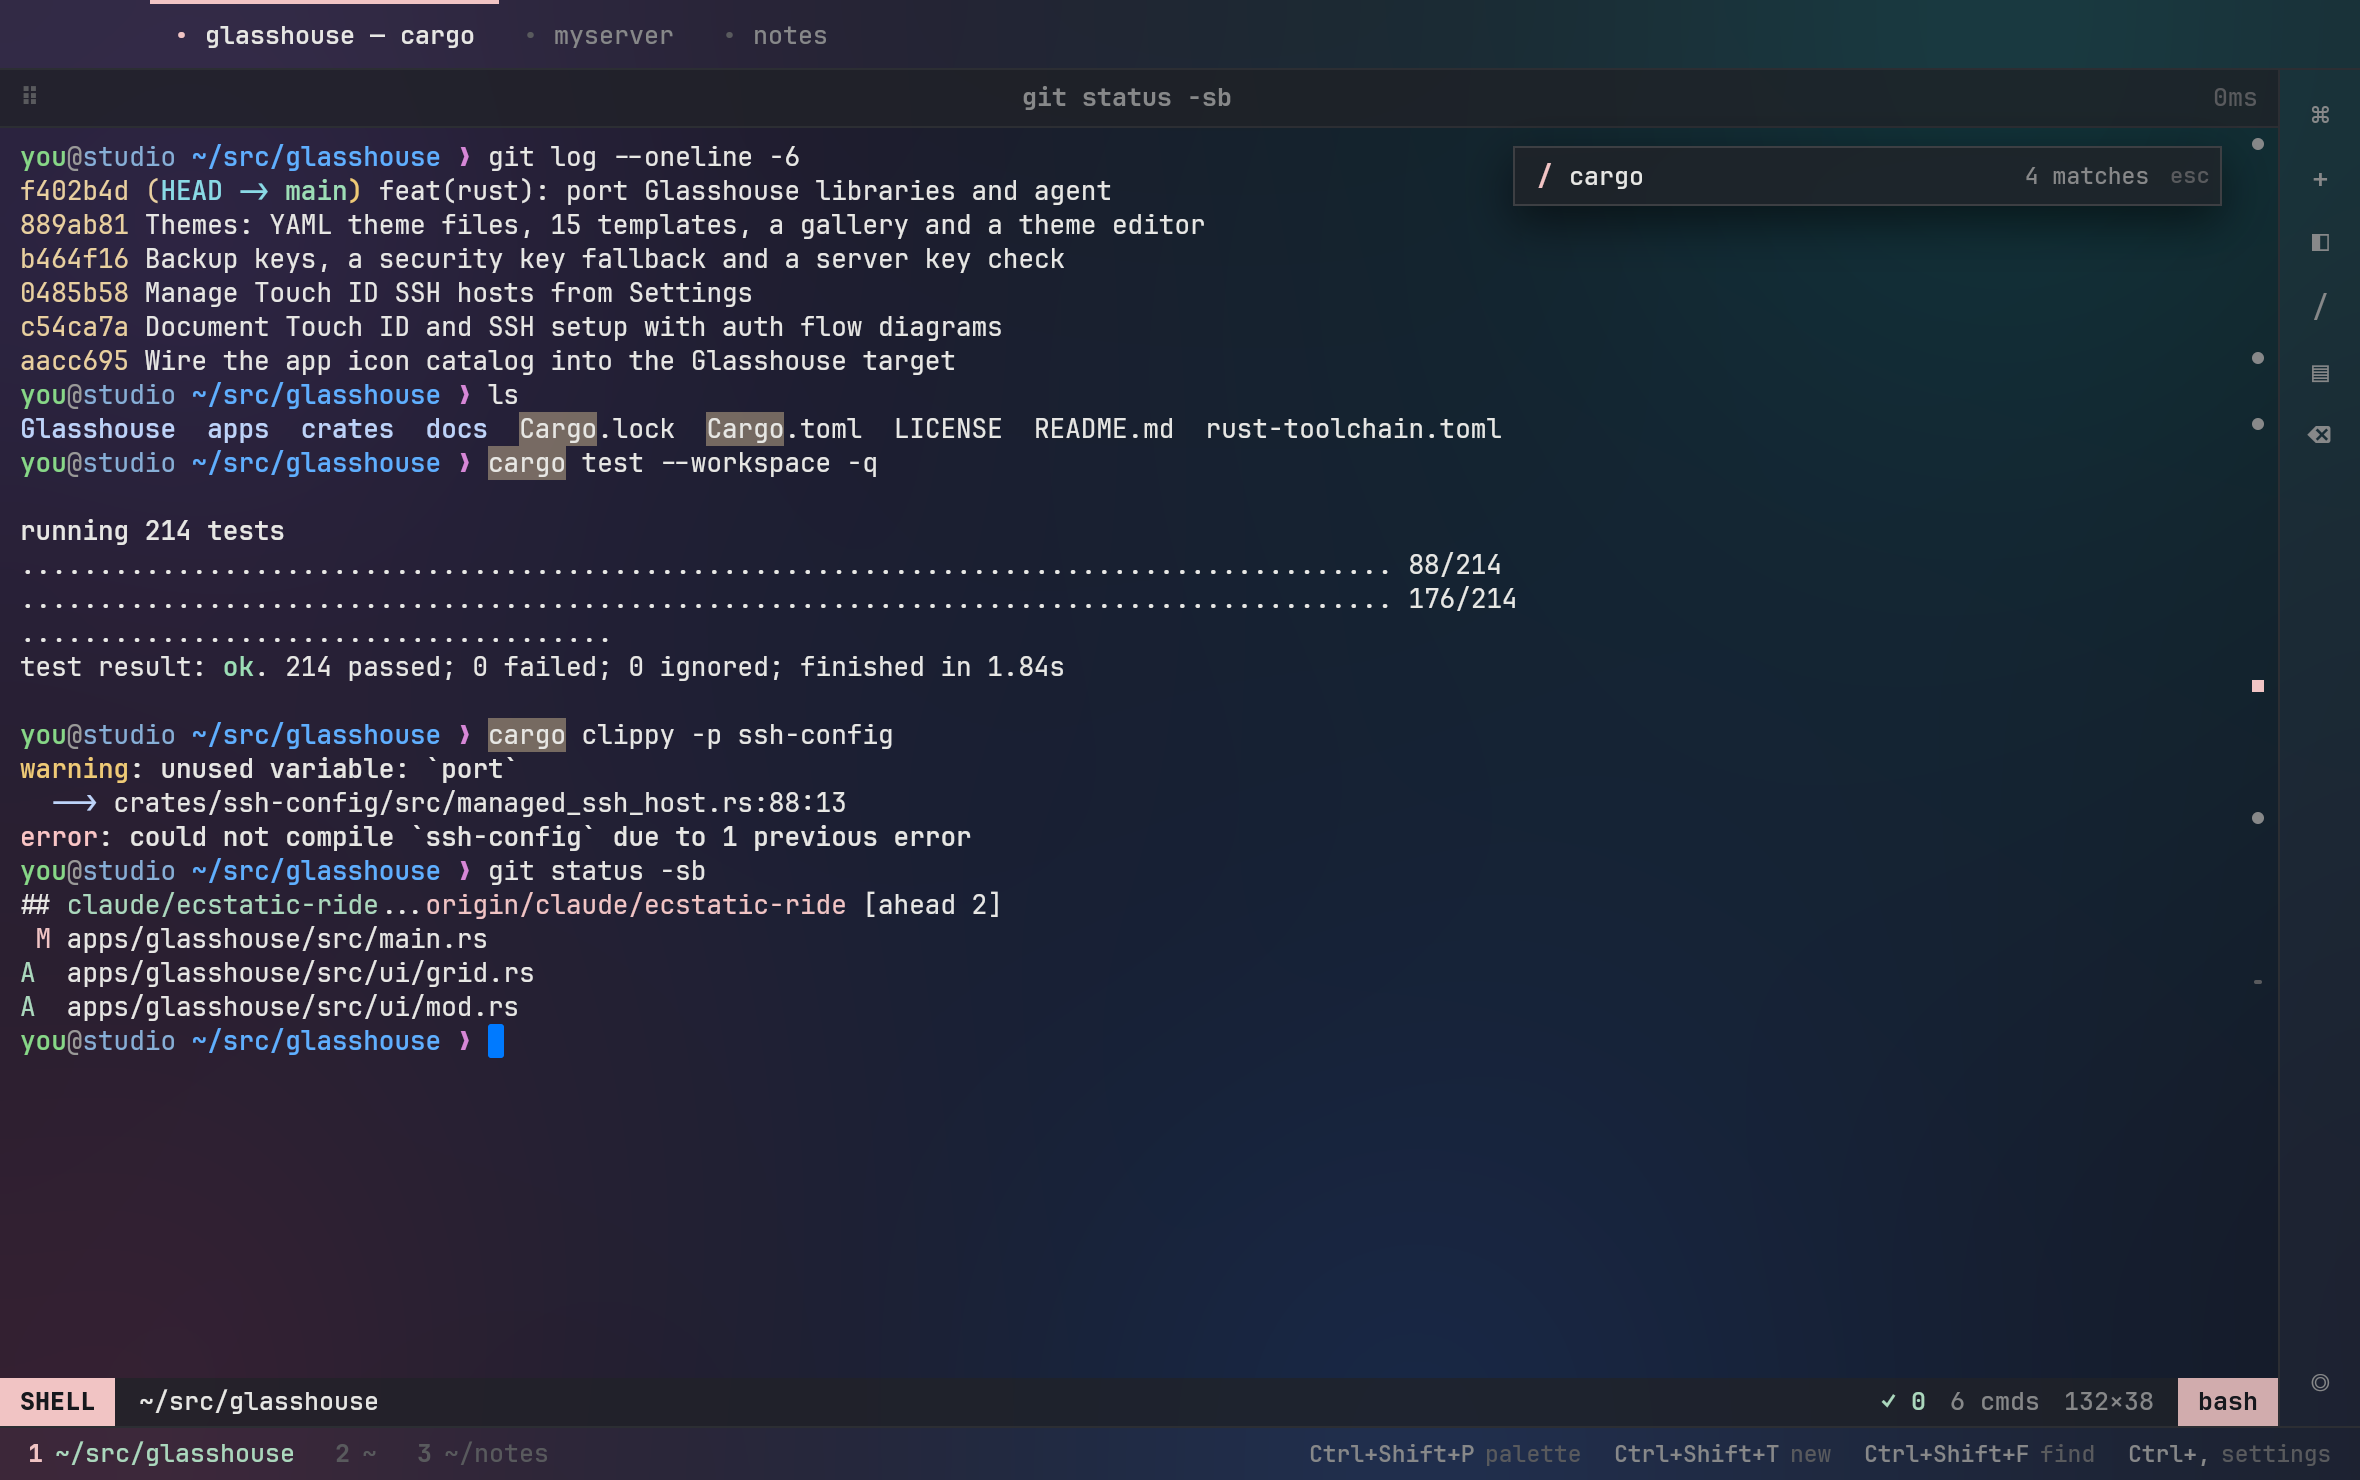 • glasshouse — cargo • myserver • notes
git status -sb 0ms
you@studio ~/src/glasshouse ❯ git log --oneline -6
/ cargo 4 matches esc
f402b4d (HEAD -> main) feat(rust): port Glasshouse libraries and agent
889ab81 Themes: YAML theme files, 15 templates, a gallery and a theme editor
b464f16 Backup keys, a security key fallback and a server key check
0485b58 Manage Touch ID SSH hosts from Settings
c54ca7a Document Touch ID and SSH setup with auth flow diagrams
aacc695 Wire the app icon catalog into the Glasshouse target
you@studio ~/src/glasshouse ❯ ls
Glasshouse  apps  crates  docs  Cargo.lock  Cargo.toml  LICENSE  README.md  rust-toolchain.toml
you@studio ~/src/glasshouse ❯ cargo test --workspace -q
running 214 tests
........................................................................................ 88/214
........................................................................................ 176/214
......................................
test result: ok. 214 passed; 0 failed; 0 ignored; finished in 1.84s
you@studio ~/src/glasshouse ❯ cargo clippy -p ssh-config
warning: unused variable: `port`
  --> crates/ssh-config/src/managed_ssh_host.rs:88:13
error: could not compile `ssh-config` due to 1 previous error
you@studio ~/src/glasshouse ❯ git status -sb
## claude/ecstatic-ride...origin/claude/ecstatic-ride [ahead 2]
 M apps/glasshouse/src/main.rs
A  apps/glasshouse/src/ui/grid.rs
A  apps/glasshouse/src/ui/mod.rs
you@studio ~/src/glasshouse ❯
SHELL ~/src/glasshouse ✓ 0 6 cmds 132×38 bash
1 ~/src/glasshouse 2 ~ 3 ~/notes Ctrl+Shift+P palette Ctrl+Shift+T new Ctrl+Shift+F find Ctrl+, settings